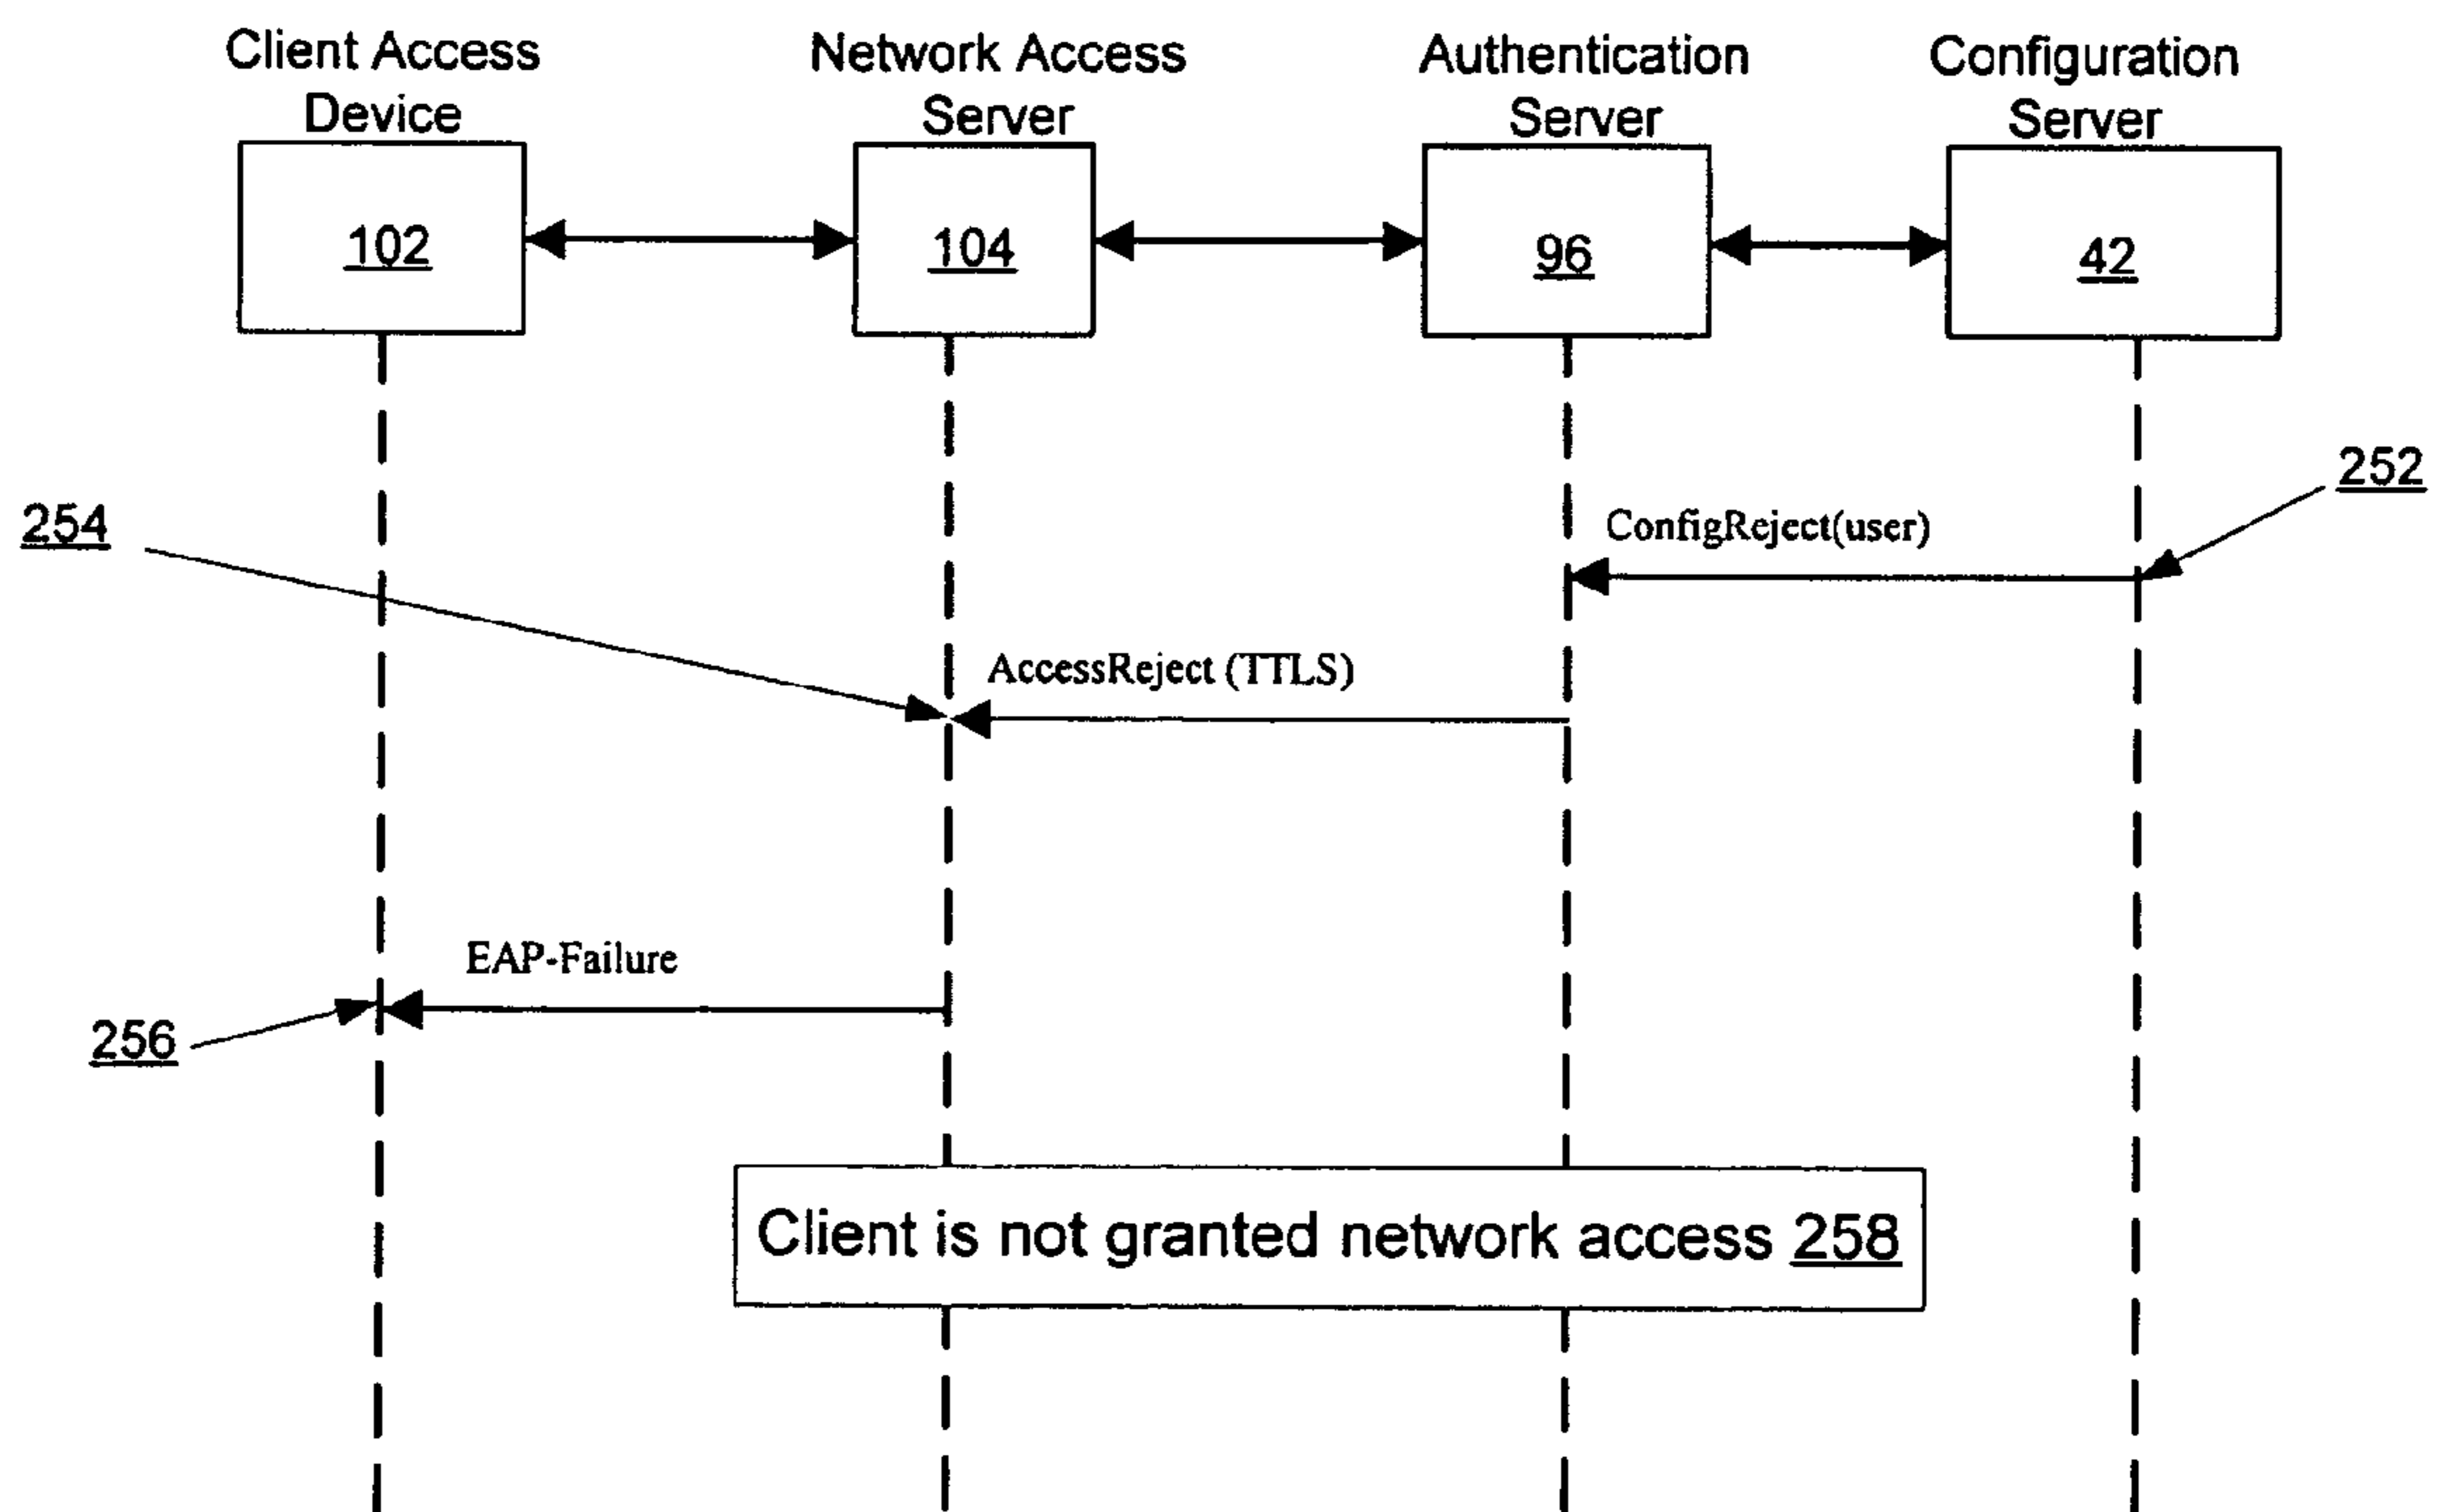 Client Access
Device
Network Access
Server
Authentication
Server
Configuration
Server
102
104
96
42
252
254
ConfigReject(user)
AccessReject (TTLS)
EAP-Failure
256
Client is not granted network access 258